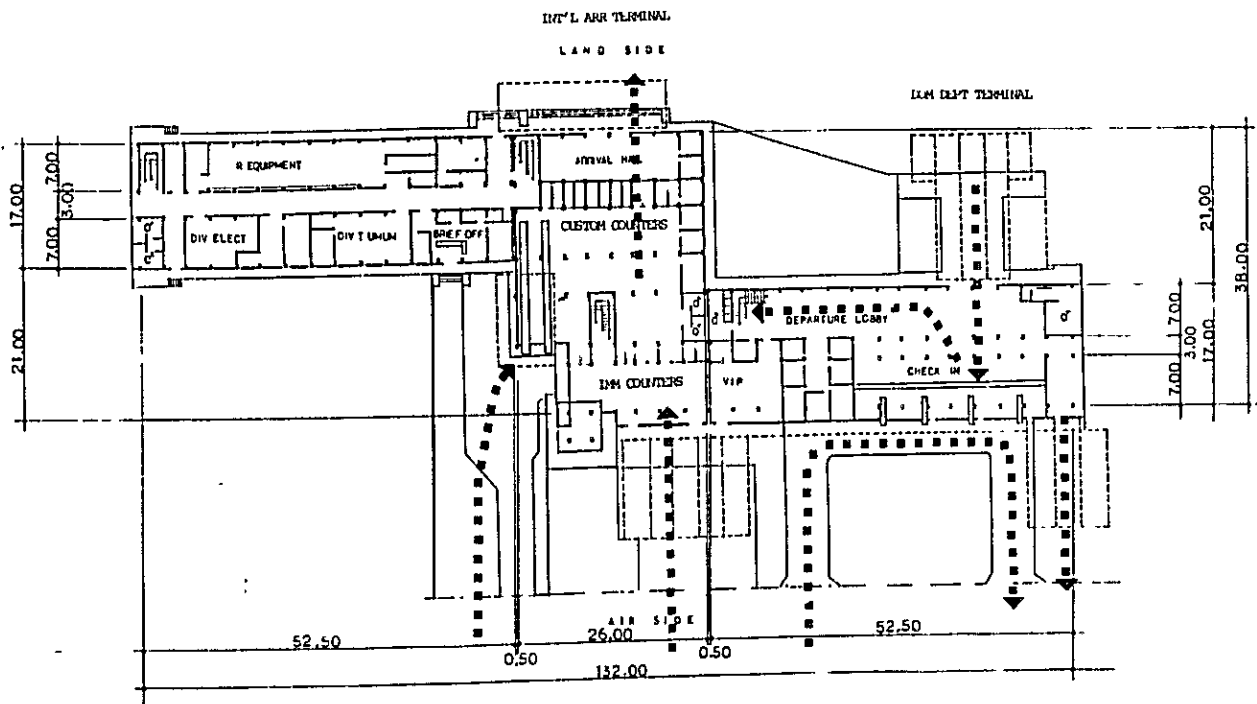 INT'L ARR TERMINAL
LAND SIDE
DOM DEPT TERMINAL
R EQUIPMENT
ARRIVAL HALL
DIV ELECT
DIV T UMUM
BRIEF OFF
CUSTOM COUNTERS
DEPARTURE LOBBY
IMM COUNTERS
VIP
CHECK IN
AIR SIDE
17.00
7.00
3.00
7.00
21.00
21.00
38.00
7.00
3.00
7.00
17.00
52.50
26.00
52.50
0.50
0.50
132.00